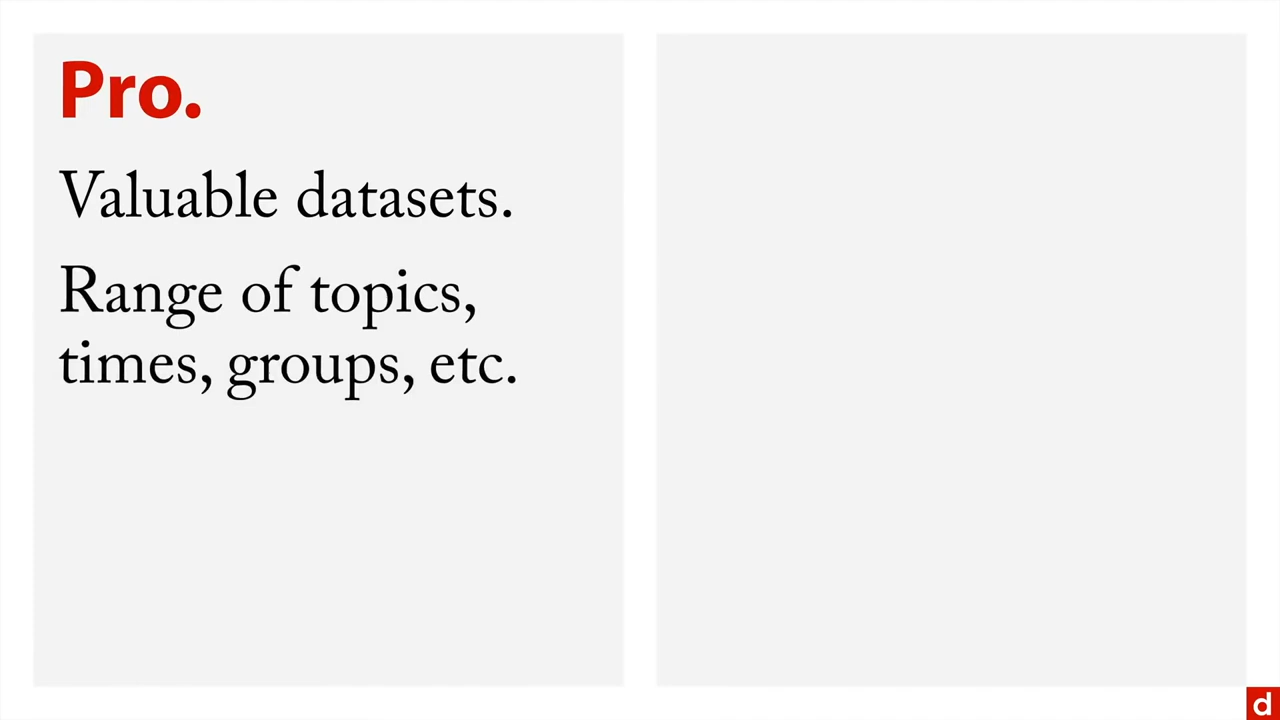 Pro.
Valuable datasets.
Range of topics,
times, groups, etc.
d